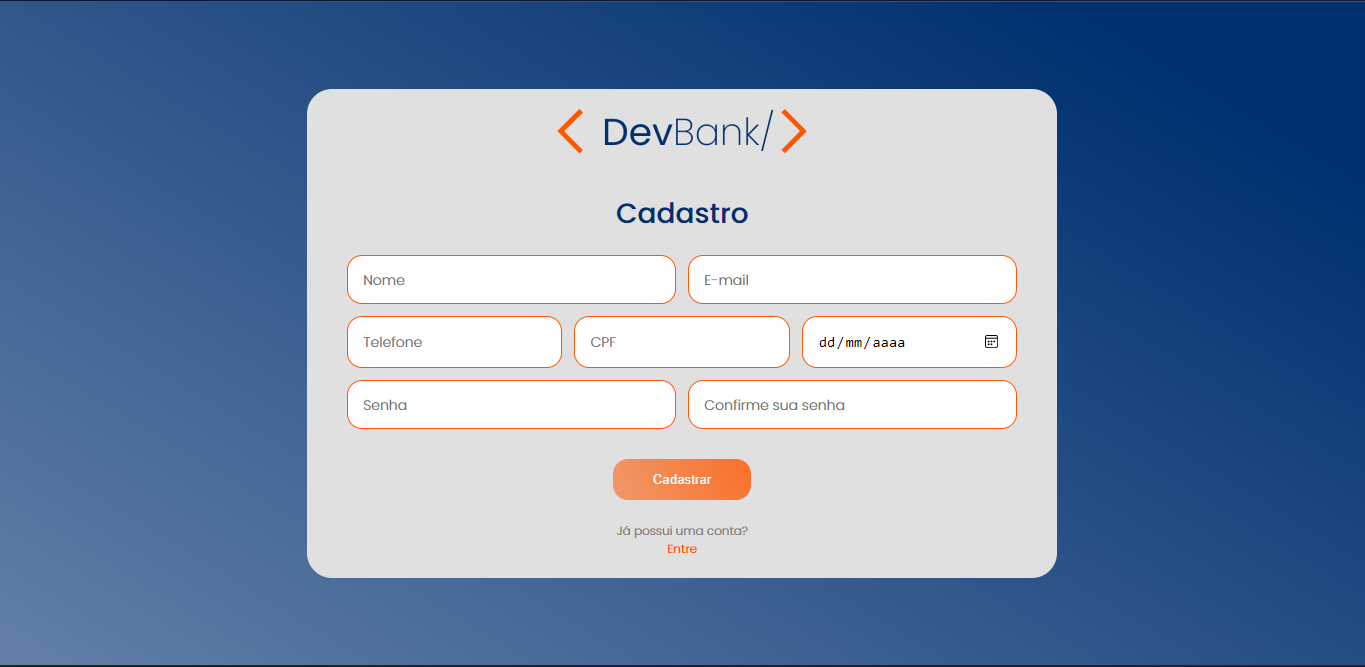 < DevBank/>
Cadastro
Nome
E-mail
Telefone
CPF
dd/mm/aaaa
Senha
Confirme sua senha
Cadastrar
Já possui uma conta?
Entre